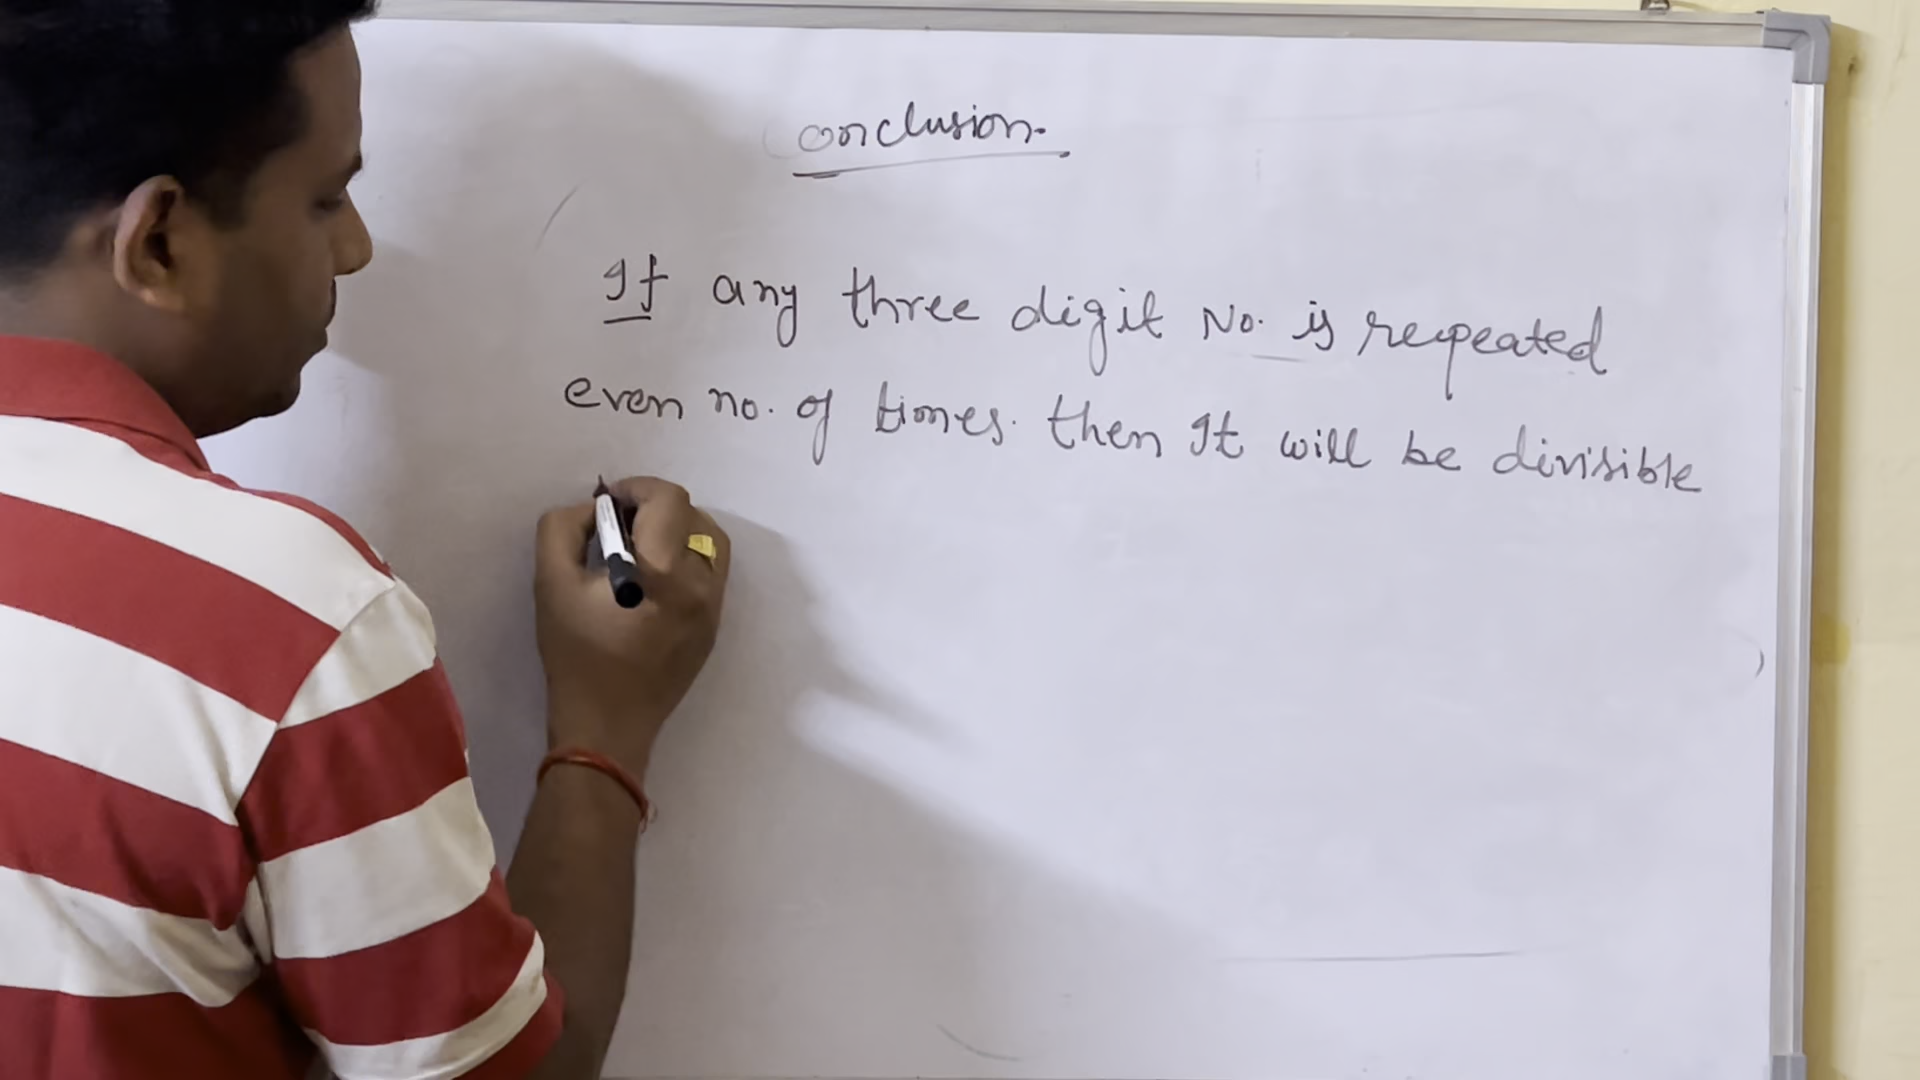 Conclusion.
If any three digit No. is repeated
even no. of times. then It will be divisible